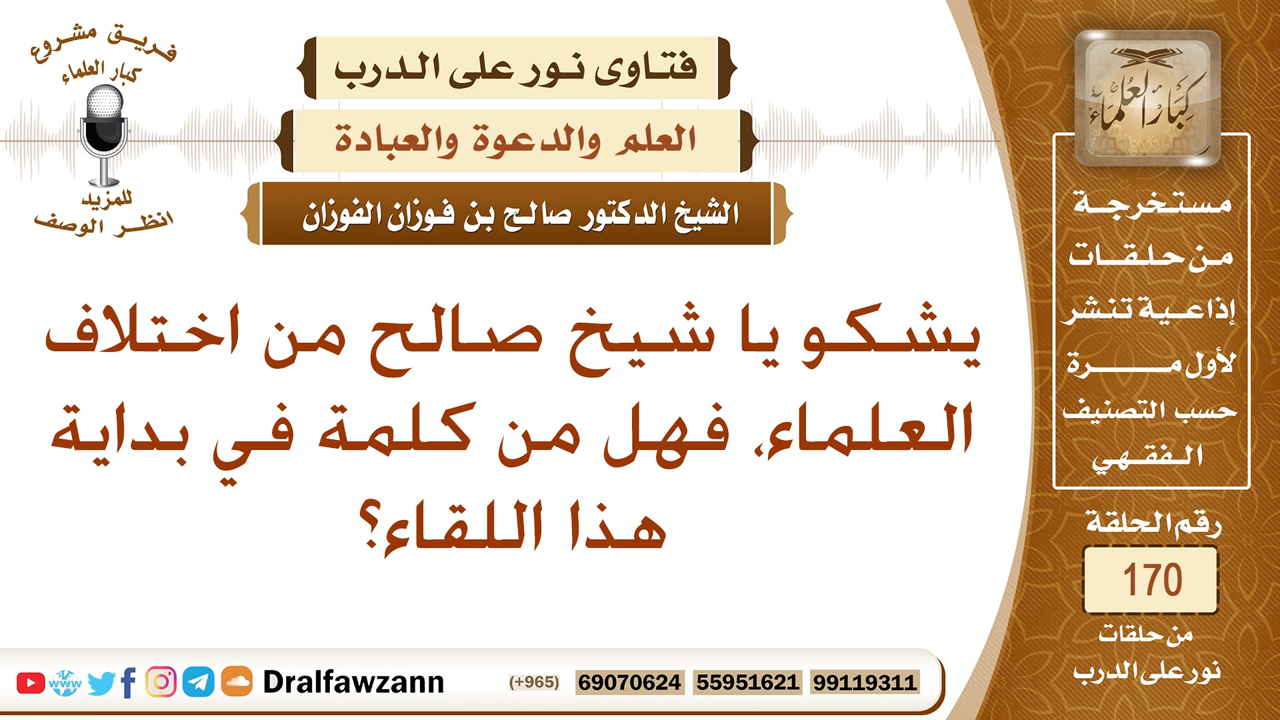 فريق مشروع
كبار العلماء
للمزيد
انظر الوصف
فتاوى نور على الدرب
العلم والدعوة والعبادة
الشيخ الدكتور صالح بن فوزان الفوزان
يشكو يا شيخ صالح من اختلاف
العلماء، فهل من كلمة في بداية
هذا اللقاء؟
كبار العلماء
مستخرجة
من حلقات
إذاعية تنشر
لأول مرة
حسب التصنيف
الفقهي
رقم الحلقة
170
من حلقات
نور على الدرب
www
Dralfawzann
(+965) 69070624 55951621 99119311